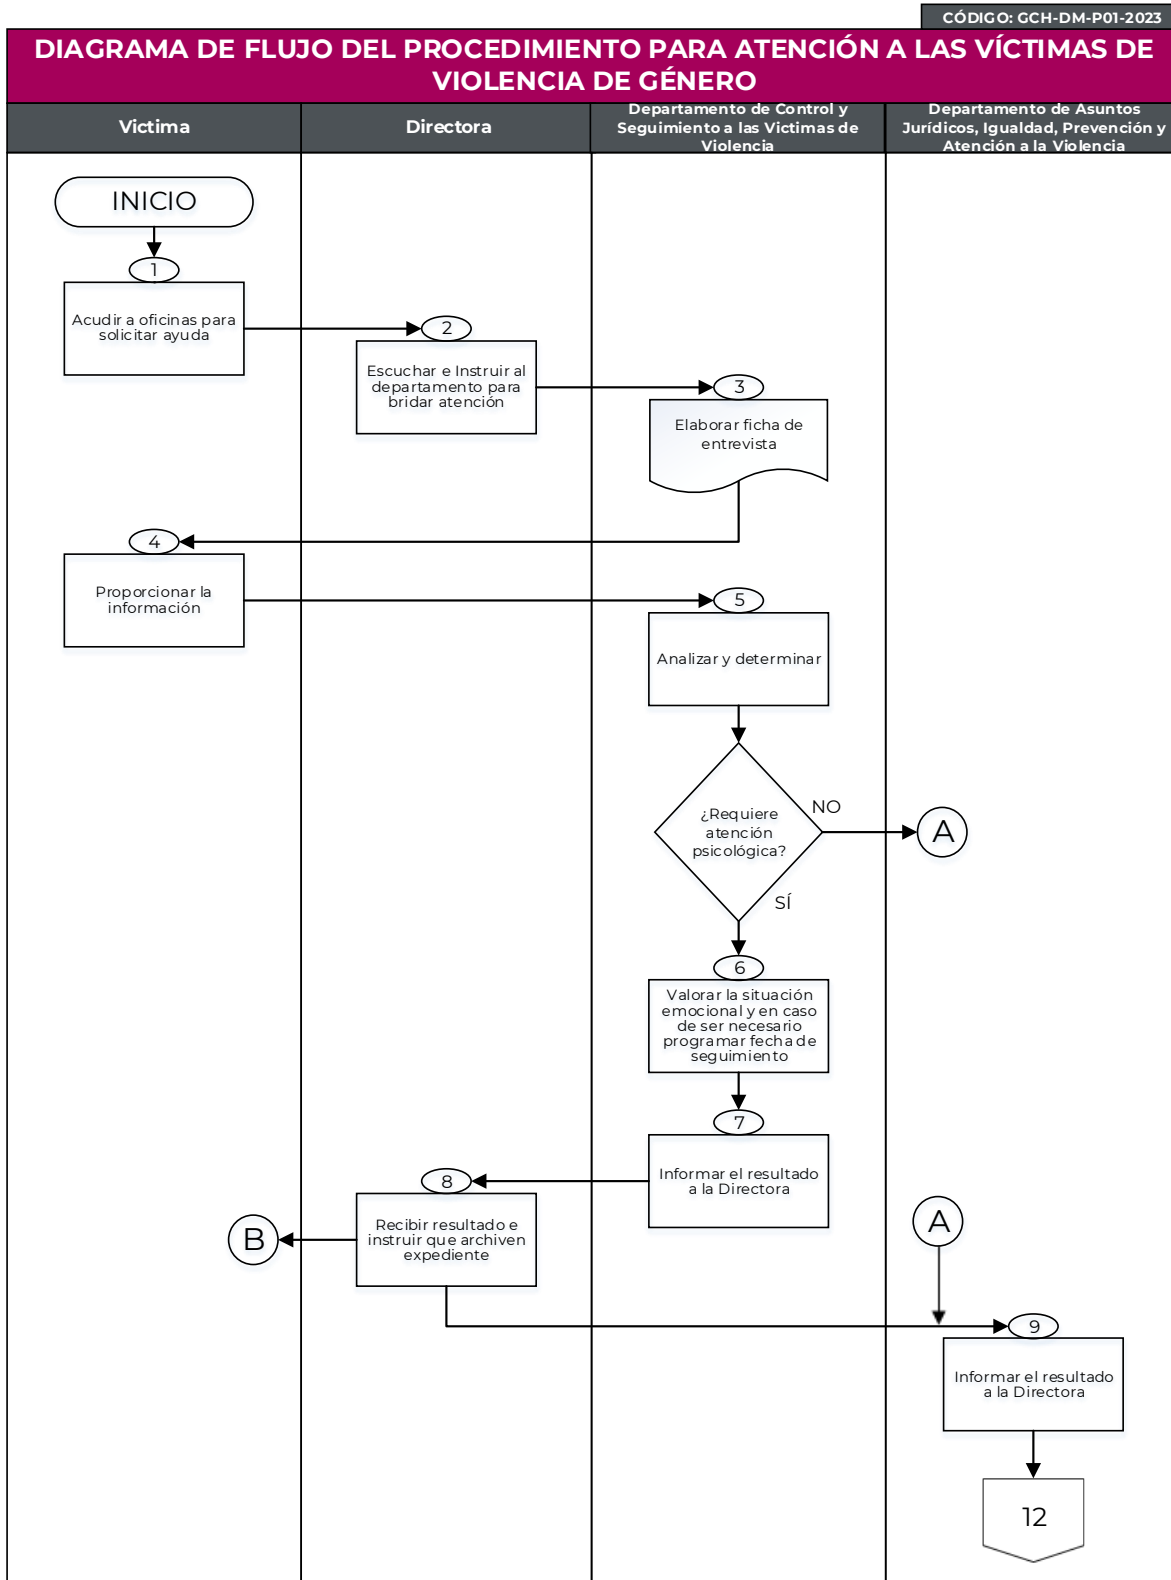 CÓDIGO: GCH-DM-P01-2023
DIAGRAMA DE FLUJO DEL PROCEDIMIENTO PARA ATENCIÓN A LAS VÍCTIMAS DE
VIOLENCIA DE GÉNERO
Victima
Directora
Departamento de Control y
Seguimiento a las Victimas de
Violencia
Departamento de Asuntos
Jurídicos, Igualdad, Prevención y
Atención a la Violencia
INICIO
1
Acudir a oficinas para
solicitar ayuda
2
Escuchar e Instruir al
departamento para
bridar atención
3
Elaborar ficha de
entrevista
4
Proporcionar la
información
5
Analizar y determinar
¿Requiere
atención
psicológica?
NO
A
SÍ
6
Valorar la situación
emocional y en caso
de ser necesario
programar fecha de
seguimiento
7
Informar el resultado
a la Directora
8
Recibir resultado e
instruir que archiven
expediente
B
A
9
Informar el resultado
a la Directora
12